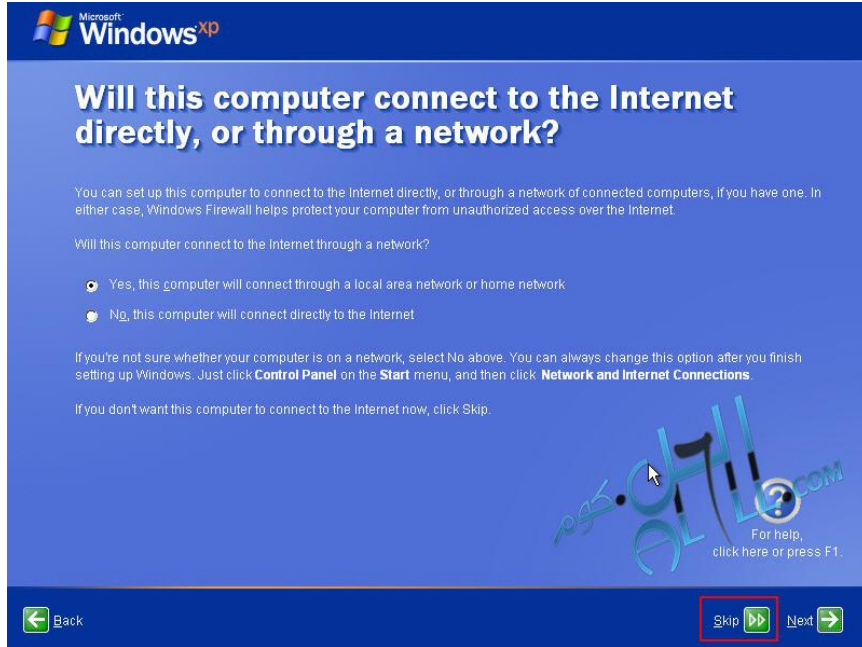 Microsoft
Windows xp
Will this computer connect to the Internet
directly, or through a network?
You can set up this computer to connect to the Internet directly, or through a network of connected computers, if you have one. In
either case, Windows Firewall helps protect your computer from unauthorized access over the Internet.
Will this computer connect to the Internet through a network?
Yes, this computer will connect through a local area network or home network
No, this computer will connect directly to the Internet
If you're not sure whether your computer is on a network, select No above. You can always change this option after you finish
setting up Windows. Just click Control Panel on the Start menu, and then click Network and Internet Connections.
If you don't want this computer to connect to the Internet now, click Skip.
الحل.كوم
.COM
For help,
click here or press F1.
Back
Skip
Next